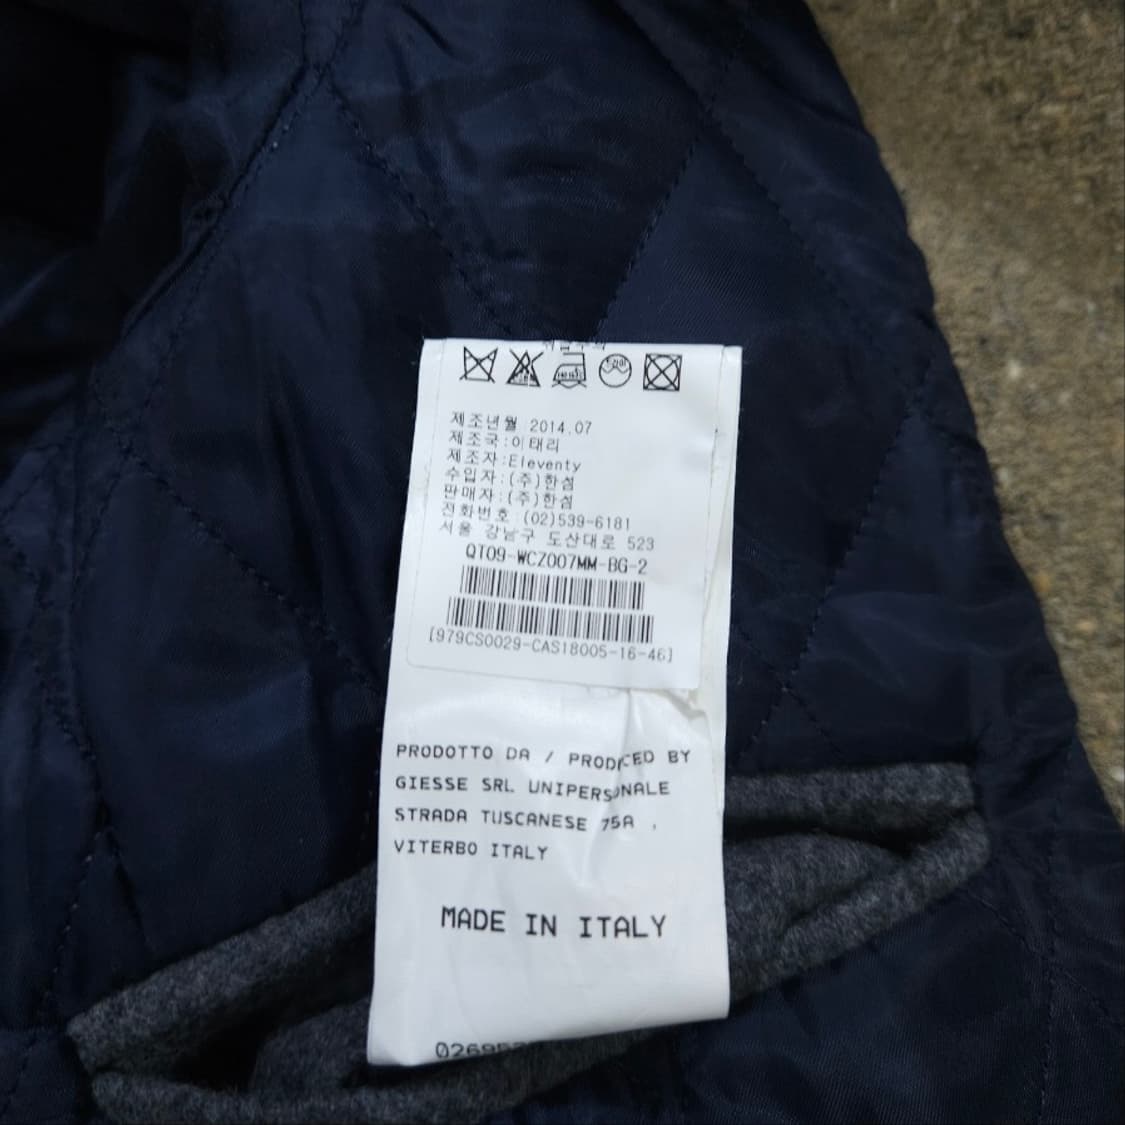 제조년월 2014.07
제조국:이태리
제조자:Eleventy
수입자:(주)한섬
판매자:(주)한섬
전화번호 (02)539-6181
서울 강남구 도산대로 523
QT09-WCZ007MM-BG-2
[979CS0029-CAS18005-16-46]
PRODOTTO DA / PRODUCED BY
GIESSE SRL UNIPERSONALE
STRADA TUSCANESE 75A ,
VITERBO ITALY
MADE IN ITALY